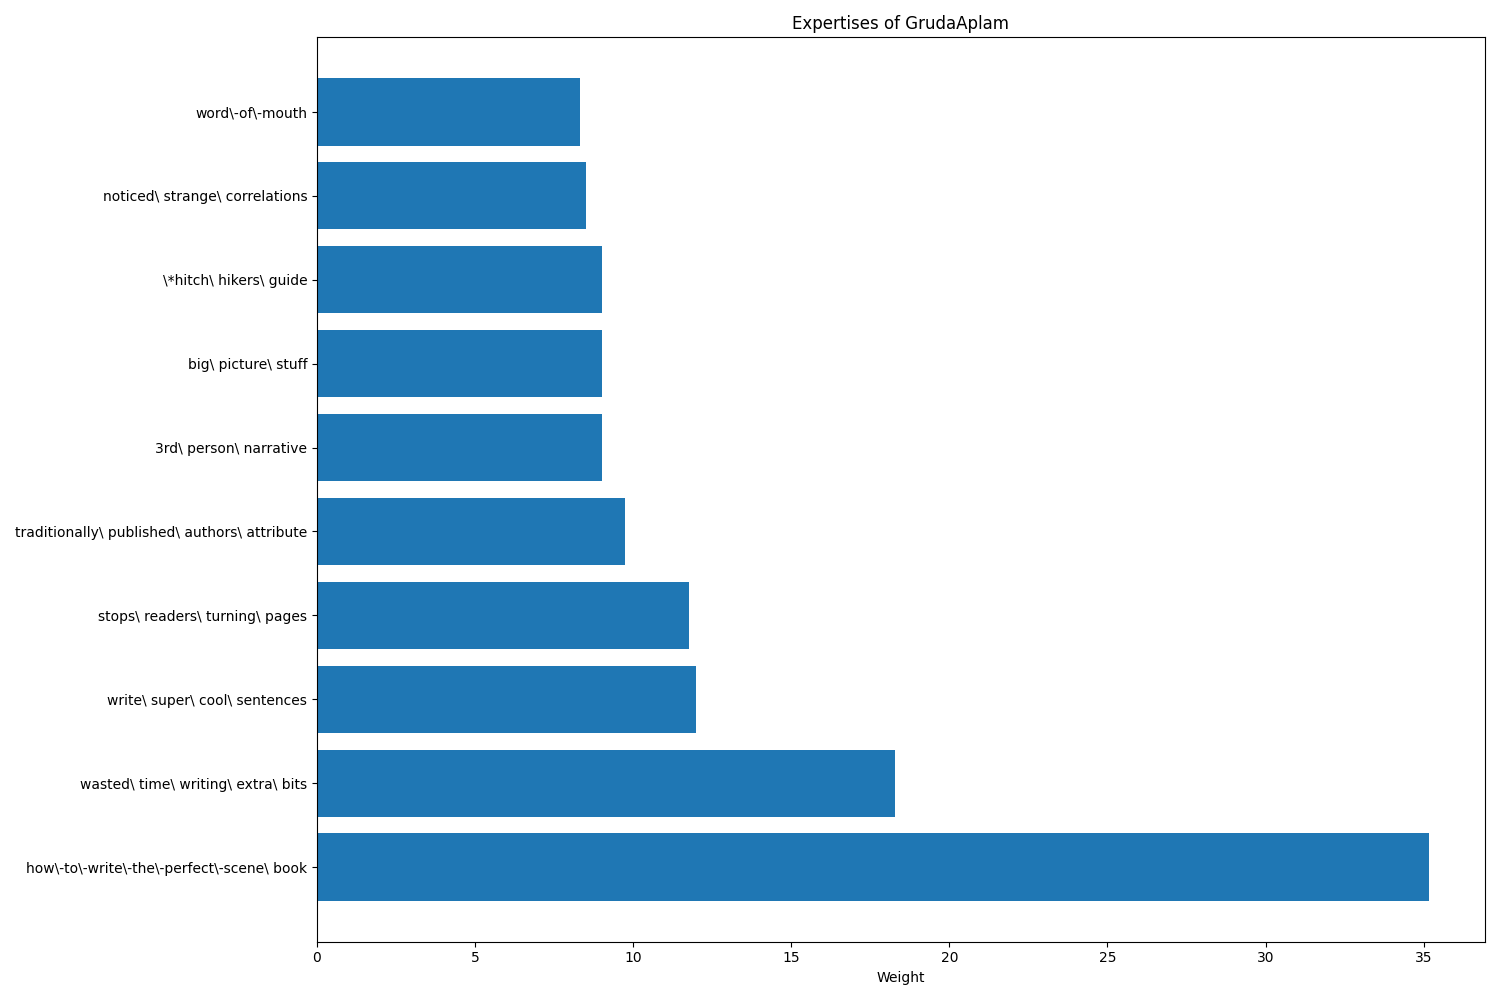 Expertises of GrudaAplam
word\-of\-mouth
noticed\ strange\ correlations
\*hitch\ hikers\ guide
big\ picture\ stuff
3rd\ person\ narrative
traditionally\ published\ authors\ attribute
stops\ readers\ turning\ pages
write\ super\ cool\ sentences
wasted\ time\ writing\ extra\ bits
how\-to\-write\-the\-perfect\-scene\ book
0 5 10 15 20 25 30 35
Weight